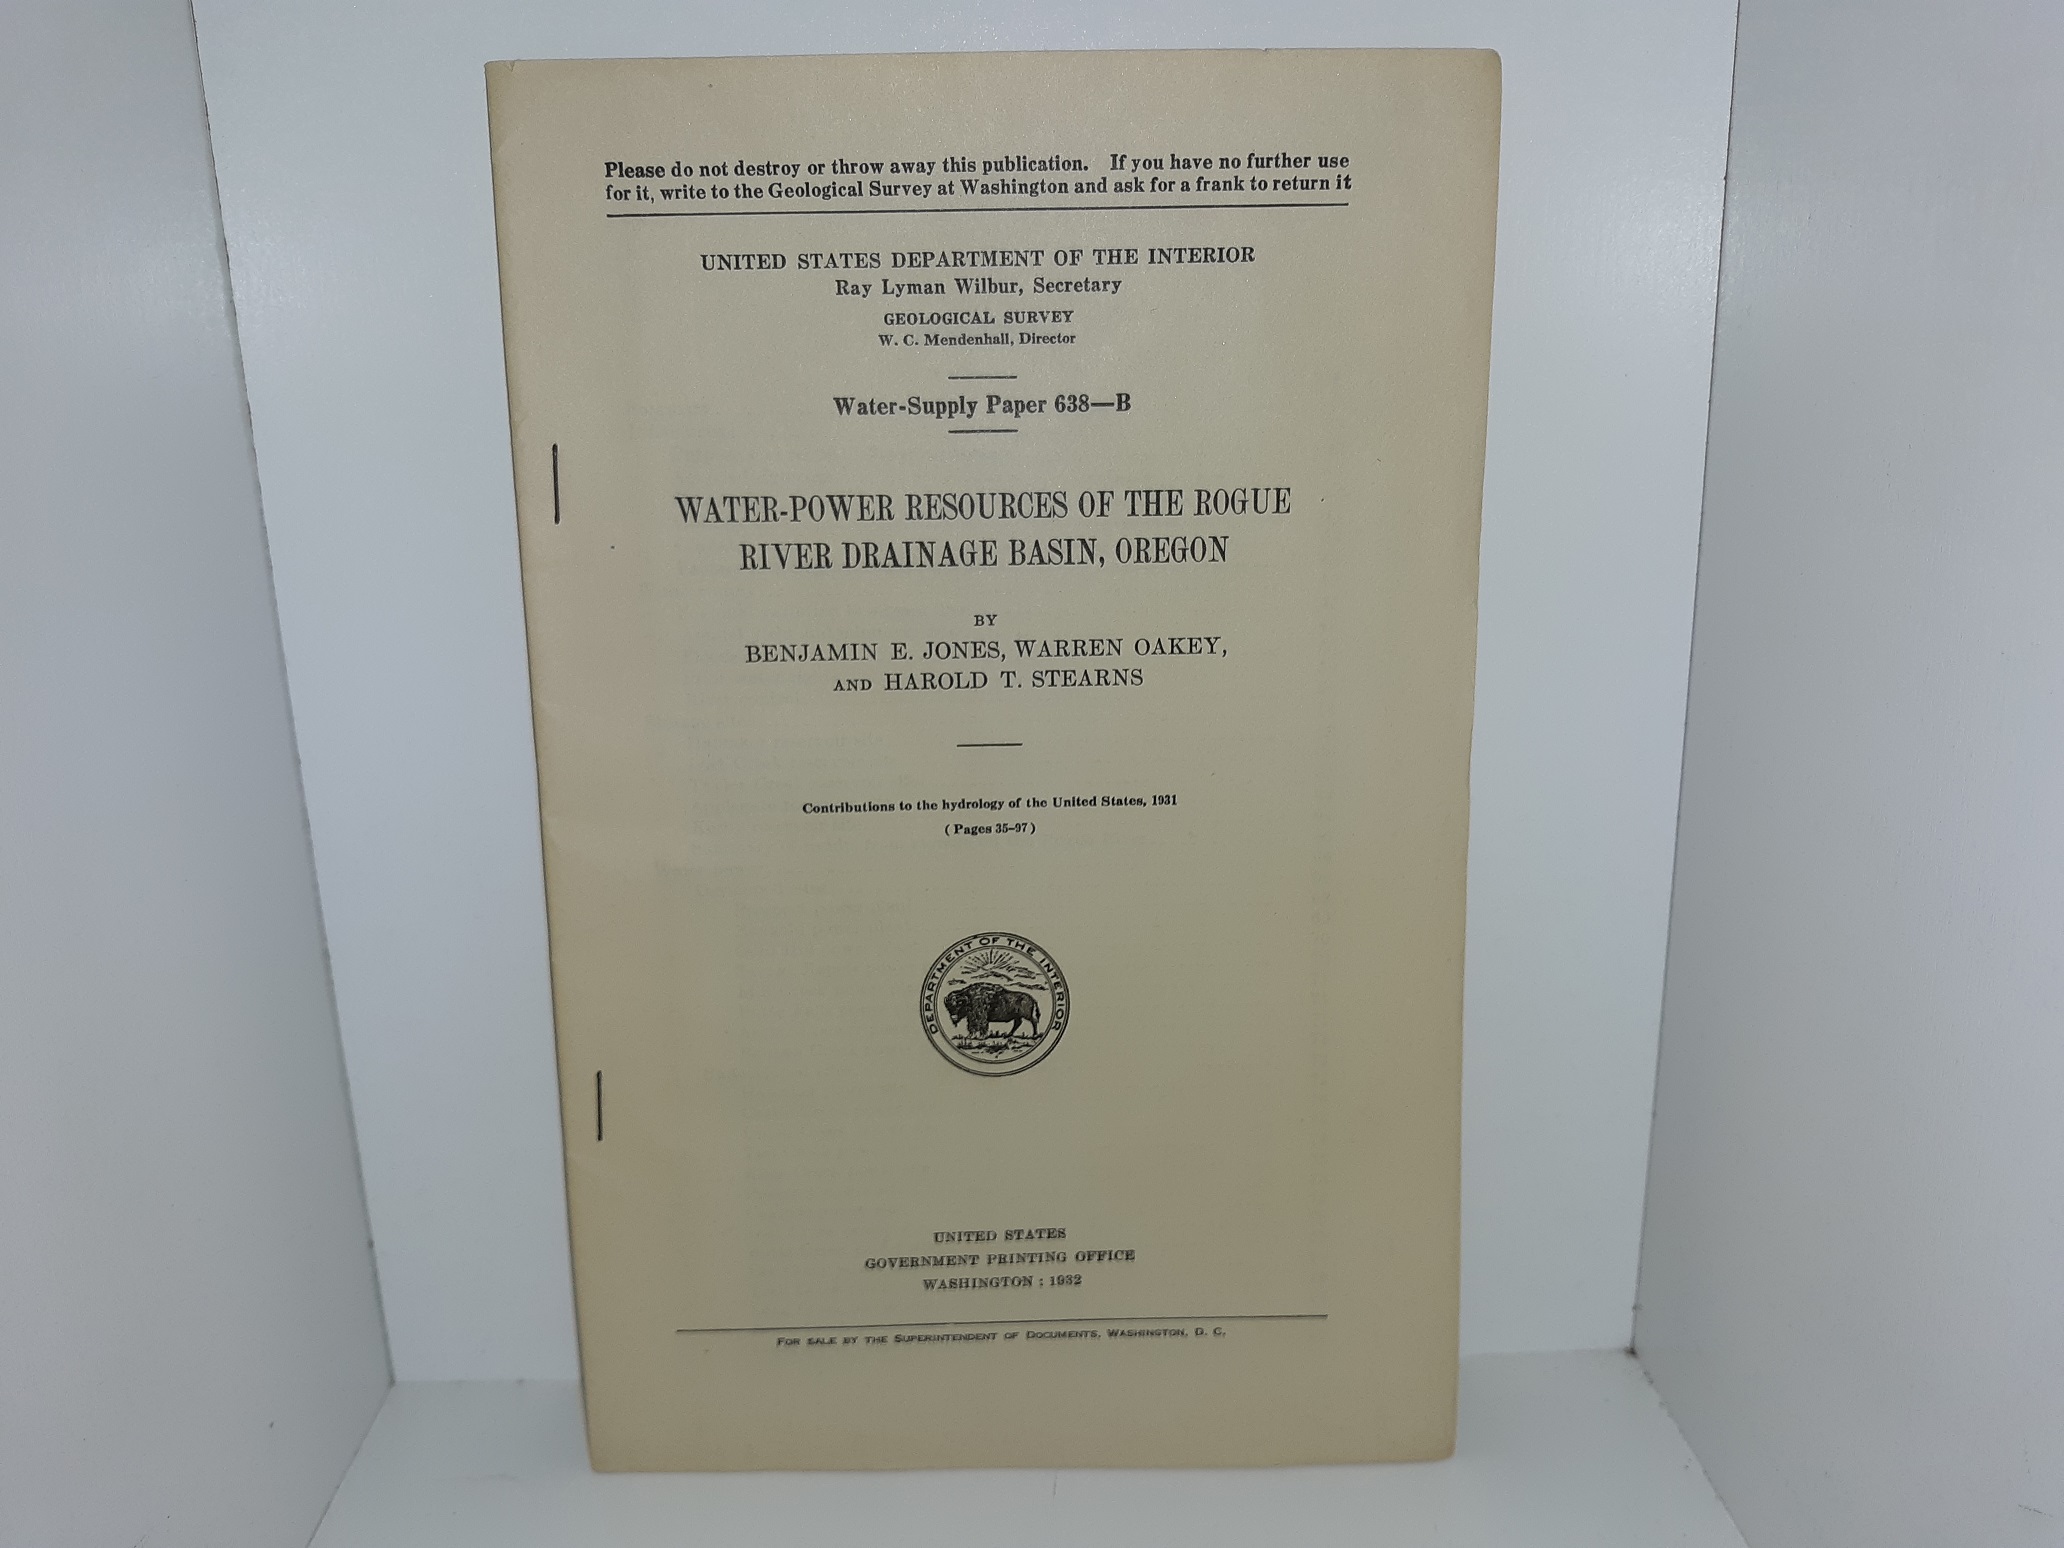 Please do not destroy or throw away this publication. If you have no further use
for it, write to the Geological Survey at Washington and ask for a frank to return it
UNITED STATES DEPARTMENT OF THE INTERIOR
Ray Lyman Wilbur, Secretary
GEOLOGICAL SURVEY
W. C. Mendenhall, Director
Water-Supply Paper 638—B
WATER-POWER RESOURCES OF THE ROGUE
RIVER DRAINAGE BASIN, OREGON
BY
BENJAMIN E. JONES, WARREN OAKEY,
AND HAROLD T. STEARNS
Contributions to the hydrology of the United States, 1931
(Pages 35–97)
DEPARTMENT OF THE INTERIOR
UNITED STATES
GOVERNMENT PRINTING OFFICE
WASHINGTON : 1932
FOR SALE BY THE SUPERINTENDENT OF DOCUMENTS, WASHINGTON, D. C.